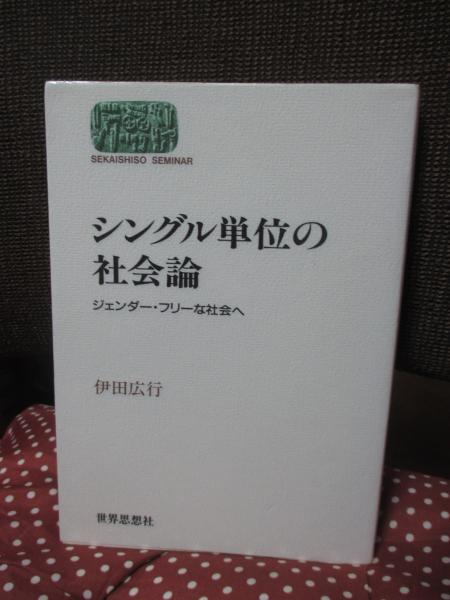 SEKAISHISO SEMINAR
シングル単位の
社会論
ジェンダー・フリーな社会へ
伊田広行
世界思想社